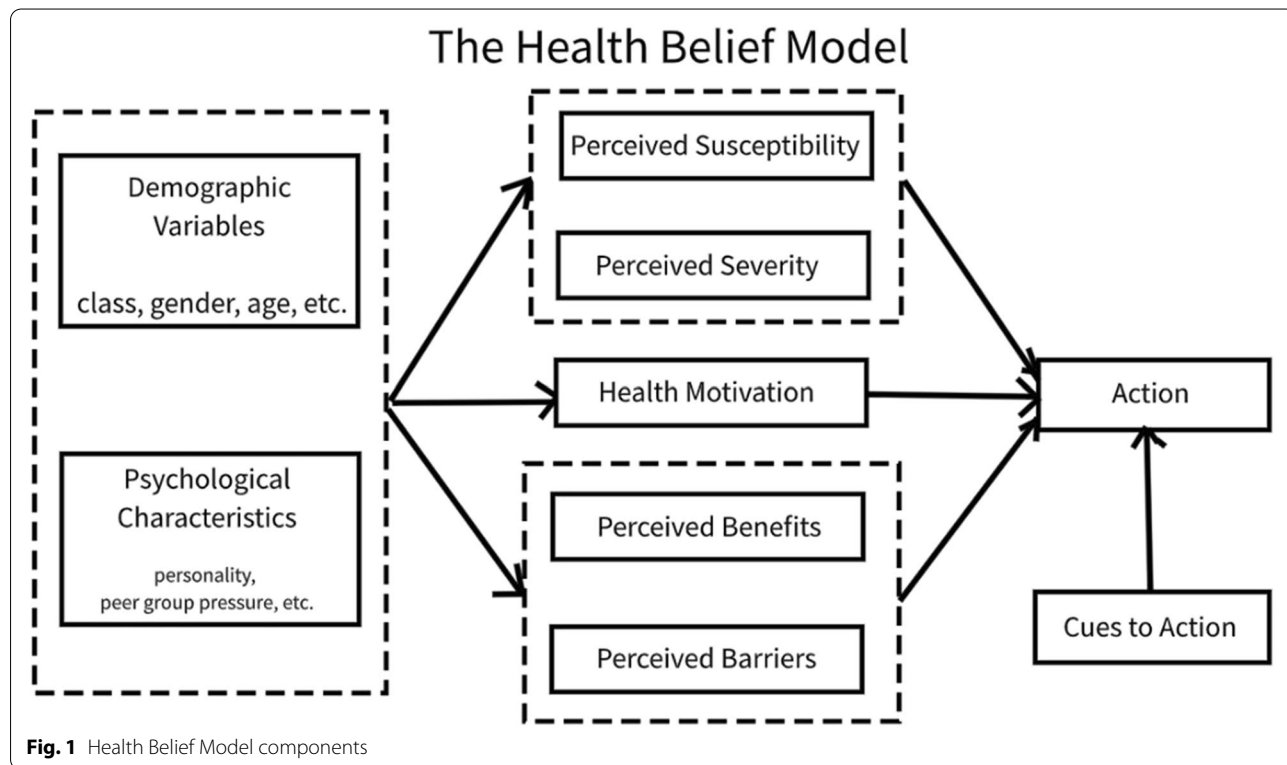 The Health Belief Model
Demographic
Variables
class, gender, age, etc.
Psychological
Characteristics
personality,
peer group pressure, etc.
Perceived Susceptibility
Perceived Severity
Health Motivation
Perceived Benefits
Perceived Barriers
Action
Cues to Action
Fig. 1 Health Belief Model components